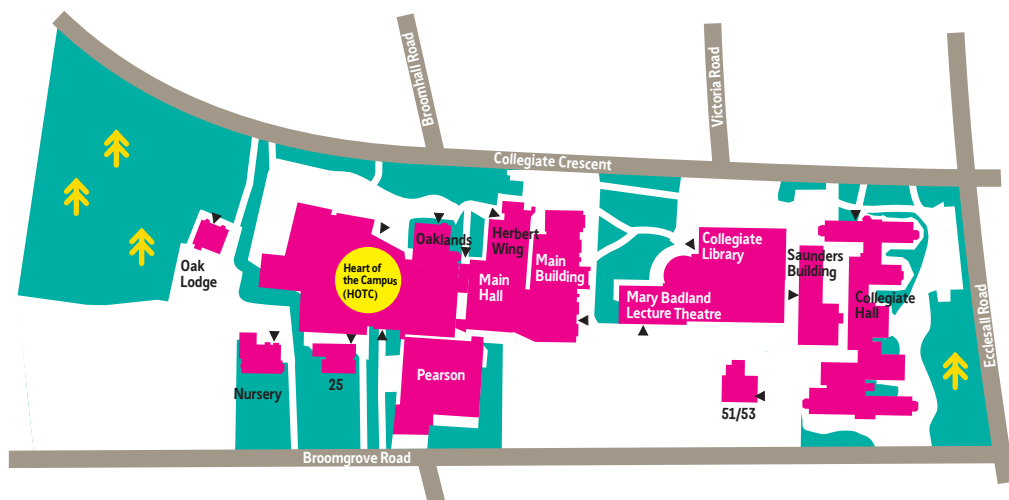 Broomhall Road
Victoria Road
Collegiate Crescent
Oak
Lodge
Heart of
the Campus
(HOTC)
Oaklands
Herbert
Wing
Main
Hall
Main
Building
Collegiate
Library
Mary Badland
Lecture Theatre
Saunders
Building
Collegiate
Hall
Ecclesall Road
Nursery
25
Pearson
51/53
Broomgrove Road